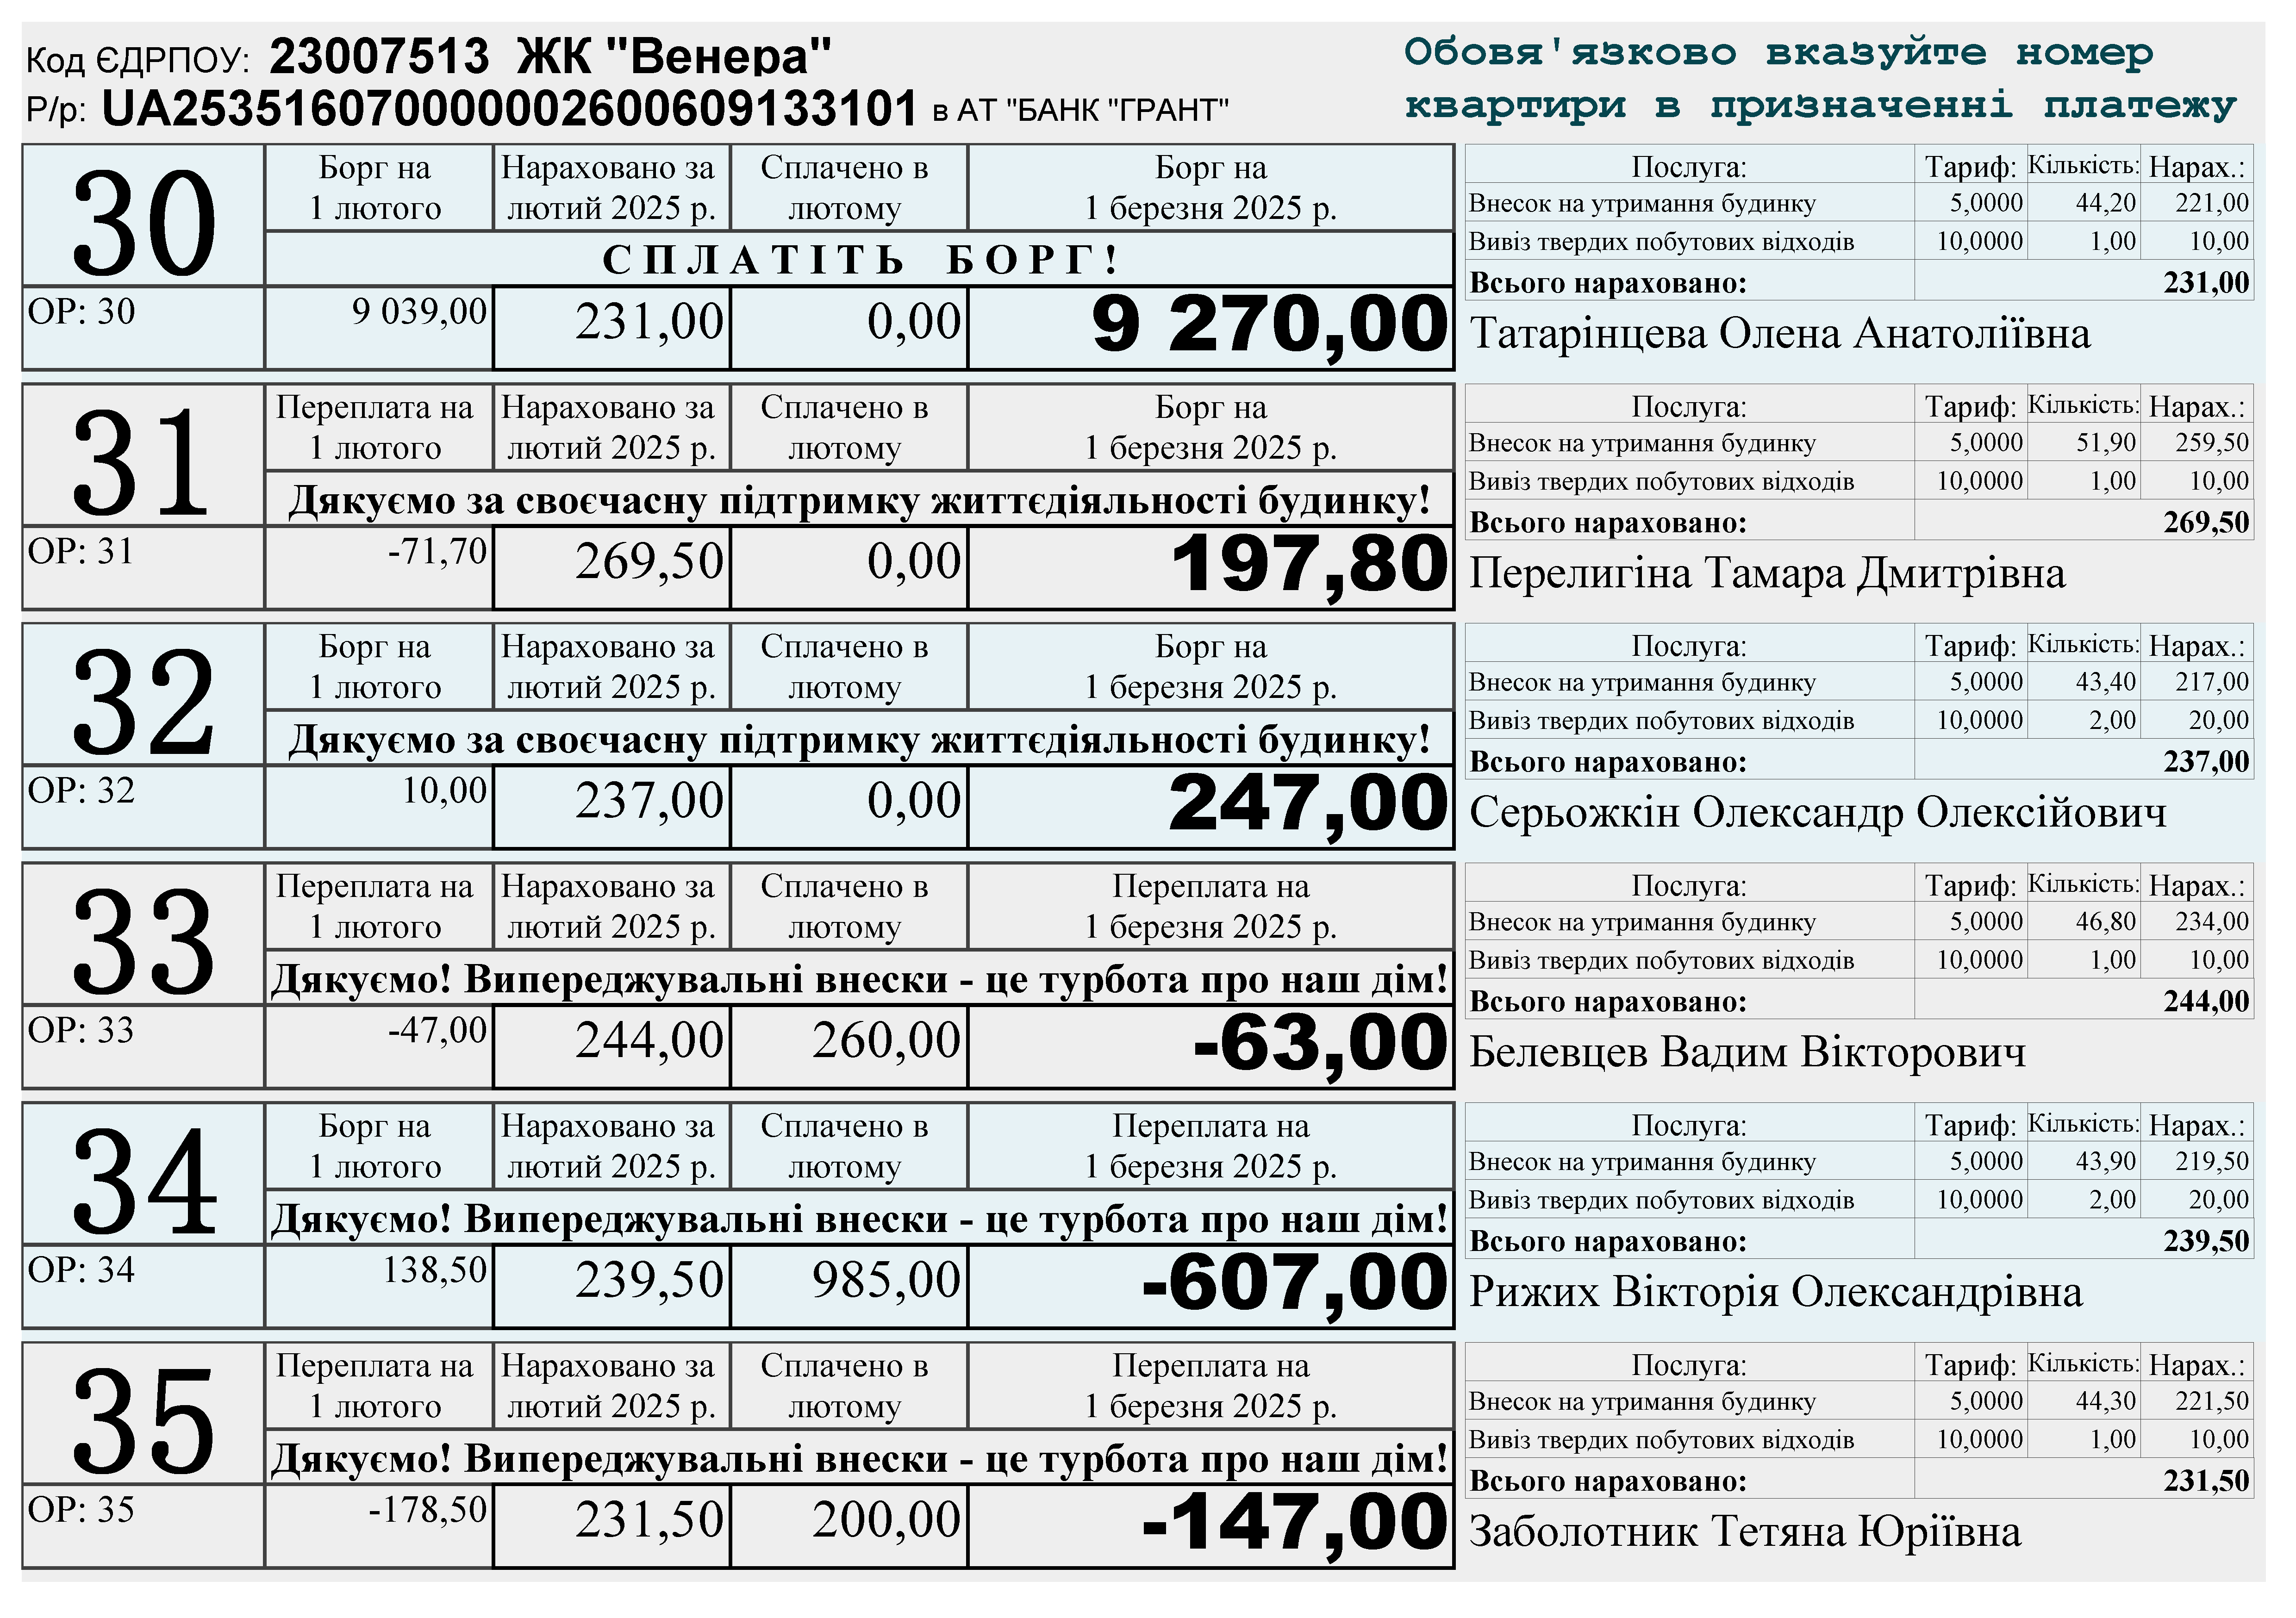 Код ЄДРПОУ: 23007513 ЖК "Венера"
Р/р: UA253516070000002600609133101 в АТ "БАНК "ГРАНТ"
Обовя'язково вказуйте номер
квартири в призначенні платежу
30
Борг на
1 лютого
Нараховано за
лютий 2025 р.
Сплачено в
лютому
Борг на
1 березня 2025 р.
СПЛАТІТЬ БОРГ!
ОР: 30 9 039,00 231,00 0,00 9 270,00
Послуга: Тариф: Кількість: Нарах.:
Внесок на утримання будинку 5,0000 44,20 221,00
Вивіз твердих побутових відходів 10,0000 1,00 10,00
Всього нараховано: 231,00
Татарінцева Олена Анатоліївна
31
Переплата на
1 лютого
Нараховано за
лютий 2025 р.
Сплачено в
лютому
Борг на
1 березня 2025 р.
Дякуємо за своєчасну підтримку життєдіяльності будинку!
ОР: 31 -71,70 269,50 0,00 197,80
Послуга: Тариф: Кількість: Нарах.:
Внесок на утримання будинку 5,0000 51,90 259,50
Вивіз твердих побутових відходів 10,0000 1,00 10,00
Всього нараховано: 269,50
Перелигіна Тамара Дмитрівна
32
Борг на
1 лютого
Нараховано за
лютий 2025 р.
Сплачено в
лютому
Борг на
1 березня 2025 р.
Дякуємо за своєчасну підтримку життєдіяльності будинку!
ОР: 32 10,00 237,00 0,00 247,00
Послуга: Тариф: Кількість: Нарах.:
Внесок на утримання будинку 5,0000 43,40 217,00
Вивіз твердих побутових відходів 10,0000 2,00 20,00
Всього нараховано: 237,00
Серьожкін Олександр Олексійович
33
Переплата на
1 лютого
Нараховано за
лютий 2025 р.
Сплачено в
лютому
Переплата на
1 березня 2025 р.
Дякуємо! Випереджувальні внески - це турбота про наш дім!
ОР: 33 -47,00 244,00 260,00 -63,00
Послуга: Тариф: Кількість: Нарах.:
Внесок на утримання будинку 5,0000 46,80 234,00
Вивіз твердих побутових відходів 10,0000 1,00 10,00
Всього нараховано: 244,00
Белевцев Вадим Вікторович
34
Борг на
1 лютого
Нараховано за
лютий 2025 р.
Сплачено в
лютому
Переплата на
1 березня 2025 р.
Дякуємо! Випереджувальні внески - це турбота про наш дім!
ОР: 34 138,50 239,50 985,00 -607,00
Послуга: Тариф: Кількість: Нарах.:
Внесок на утримання будинку 5,0000 43,90 219,50
Вивіз твердих побутових відходів 10,0000 2,00 20,00
Всього нараховано: 239,50
Рижих Вікторія Олександрівна
35
Переплата на
1 лютого
Нараховано за
лютий 2025 р.
Сплачено в
лютому
Переплата на
1 березня 2025 р.
Дякуємо! Випереджувальні внески - це турбота про наш дім!
ОР: 35 -178,50 231,50 200,00 -147,00
Послуга: Тариф: Кількість: Нарах.:
Внесок на утримання будинку 5,0000 44,30 221,50
Вивіз твердих побутових відходів 10,0000 1,00 10,00
Всього нараховано: 231,50
Заболотник Тетяна Юріївна